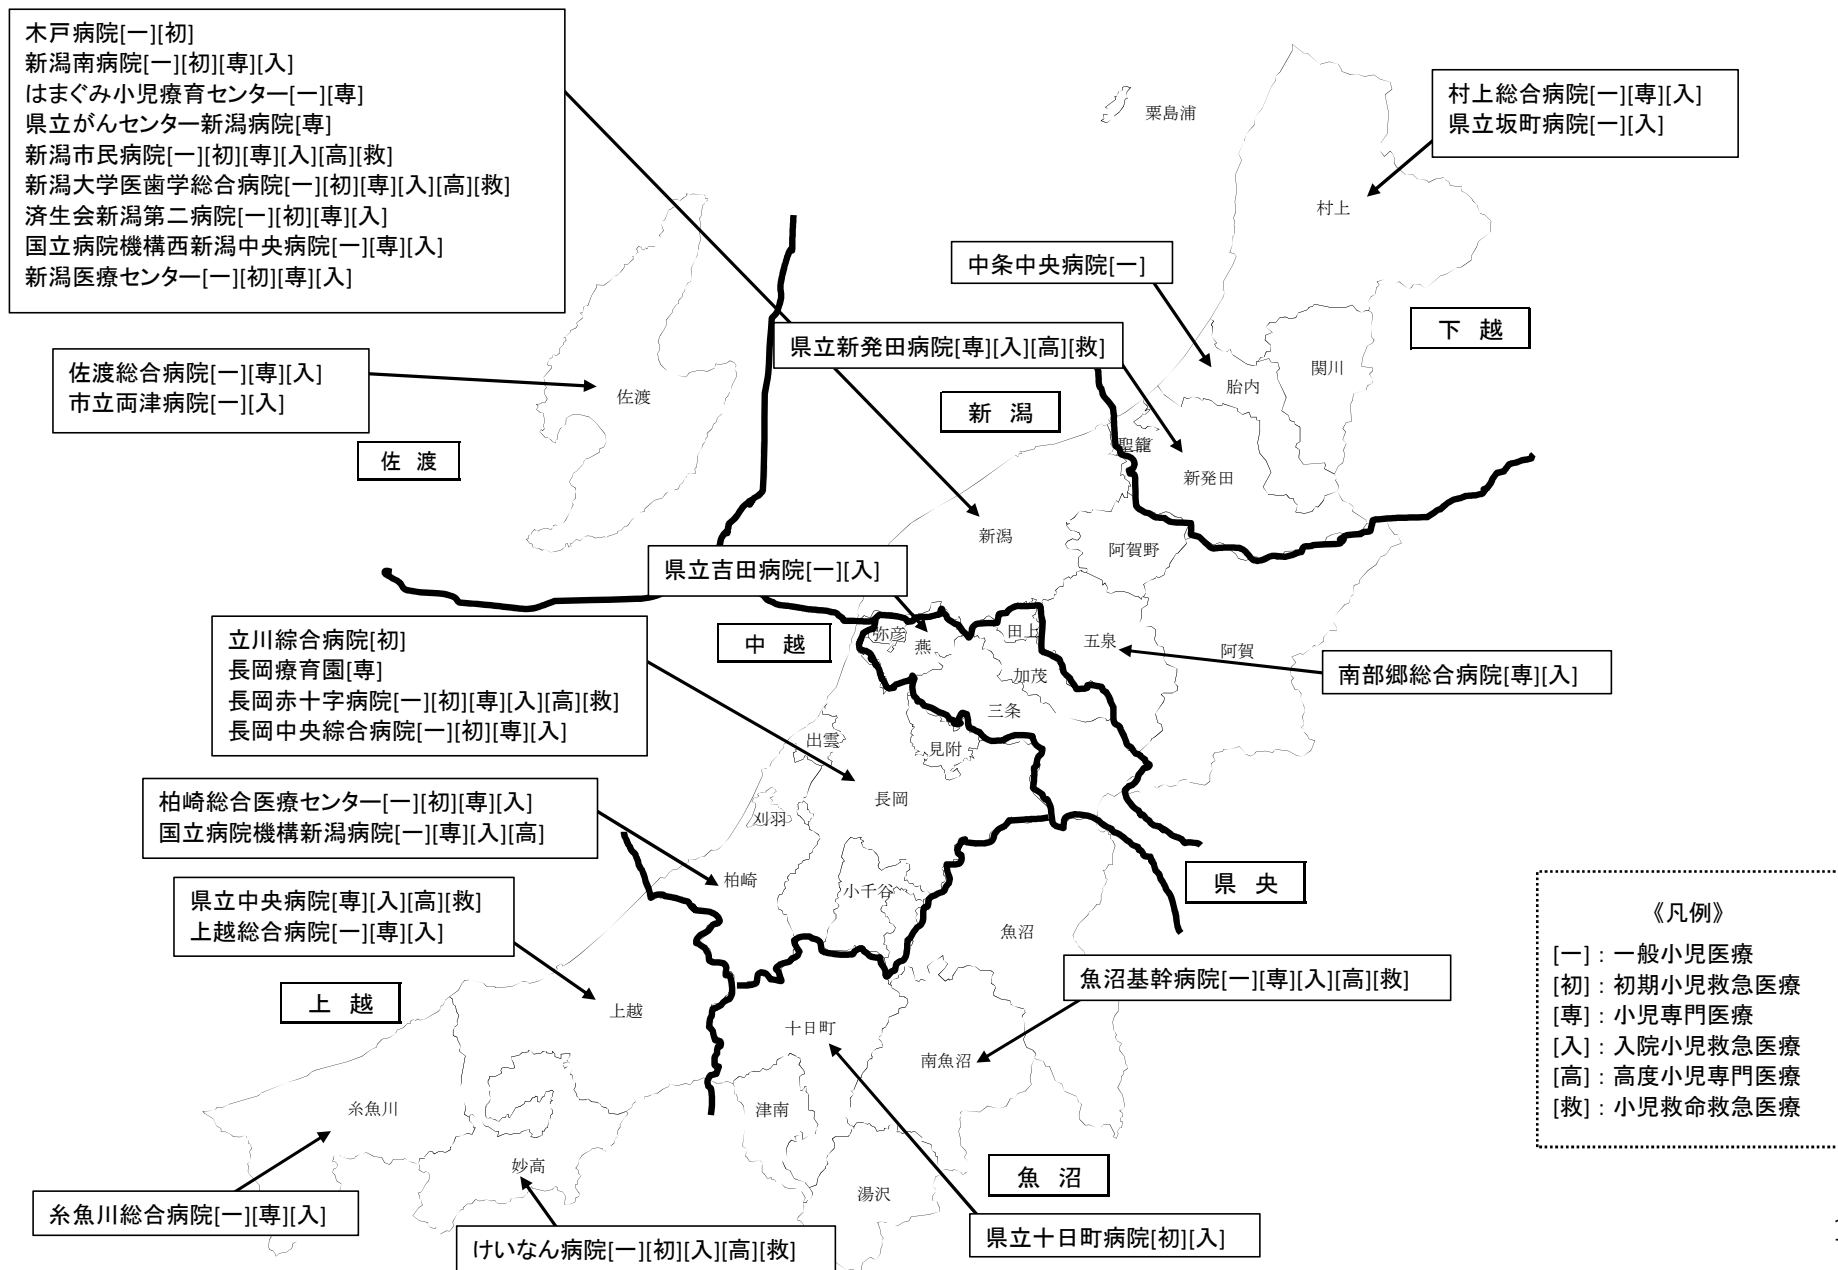 木戸病院[一][初]
新潟南病院[一][初][専][入]
はまぐみ小児療育センター[一][専]
県立がんセンター新潟病院[専]
新潟市民病院[一][初][専][入][高][救]
新潟大学医歯学総合病院[一][初][専][入][高][救]
済生会新潟第二病院[一][初][専][入]
国立病院機構西新潟中央病院[一][専][入]
新潟医療センター[一][初][専][入]
粟島浦
村上総合病院[一][専][入]
県立坂町病院[一][入]
村上
中条中央病院[一]
下 越
県立新発田病院[専][入][高][救]
関川
胎内
佐渡総合病院[一][専][入]
市立両津病院[一][入]
佐渡
新 潟
佐 渡
聖籠
新発田
新潟
阿賀野
県立吉田病院[一][入]
中 越
弥彦
燕
田上
五泉
阿賀
南部郷総合病院[専][入]
加茂
三条
立川綜合病院[初]
長岡療育園[専]
長岡赤十字病院[一][初][専][入][高][救]
長岡中央綜合病院[一][初][専][入]
出雲
見附
長岡
刈羽
柏崎総合医療センター[一][初][専][入]
国立病院機構新潟病院[一][専][入][高]
柏崎
小千谷
県 央
県立中央病院[専][入][高][救]
上越総合病院[一][専][入]
魚沼
上 越
上越
魚沼基幹病院[一][専][入][高][救]
十日町
南魚沼
《凡例》
[一]：一般小児医療
[初]：初期小児救急医療
[専]：小児専門医療
[入]：入院小児救急医療
[高]：高度小児専門医療
[救]：小児救命救急医療
糸魚川
津南
妙高
湯沢
魚 沼
糸魚川総合病院[一][専][入]
けいなん病院[一][初][入][高][救]
県立十日町病院[初][入]